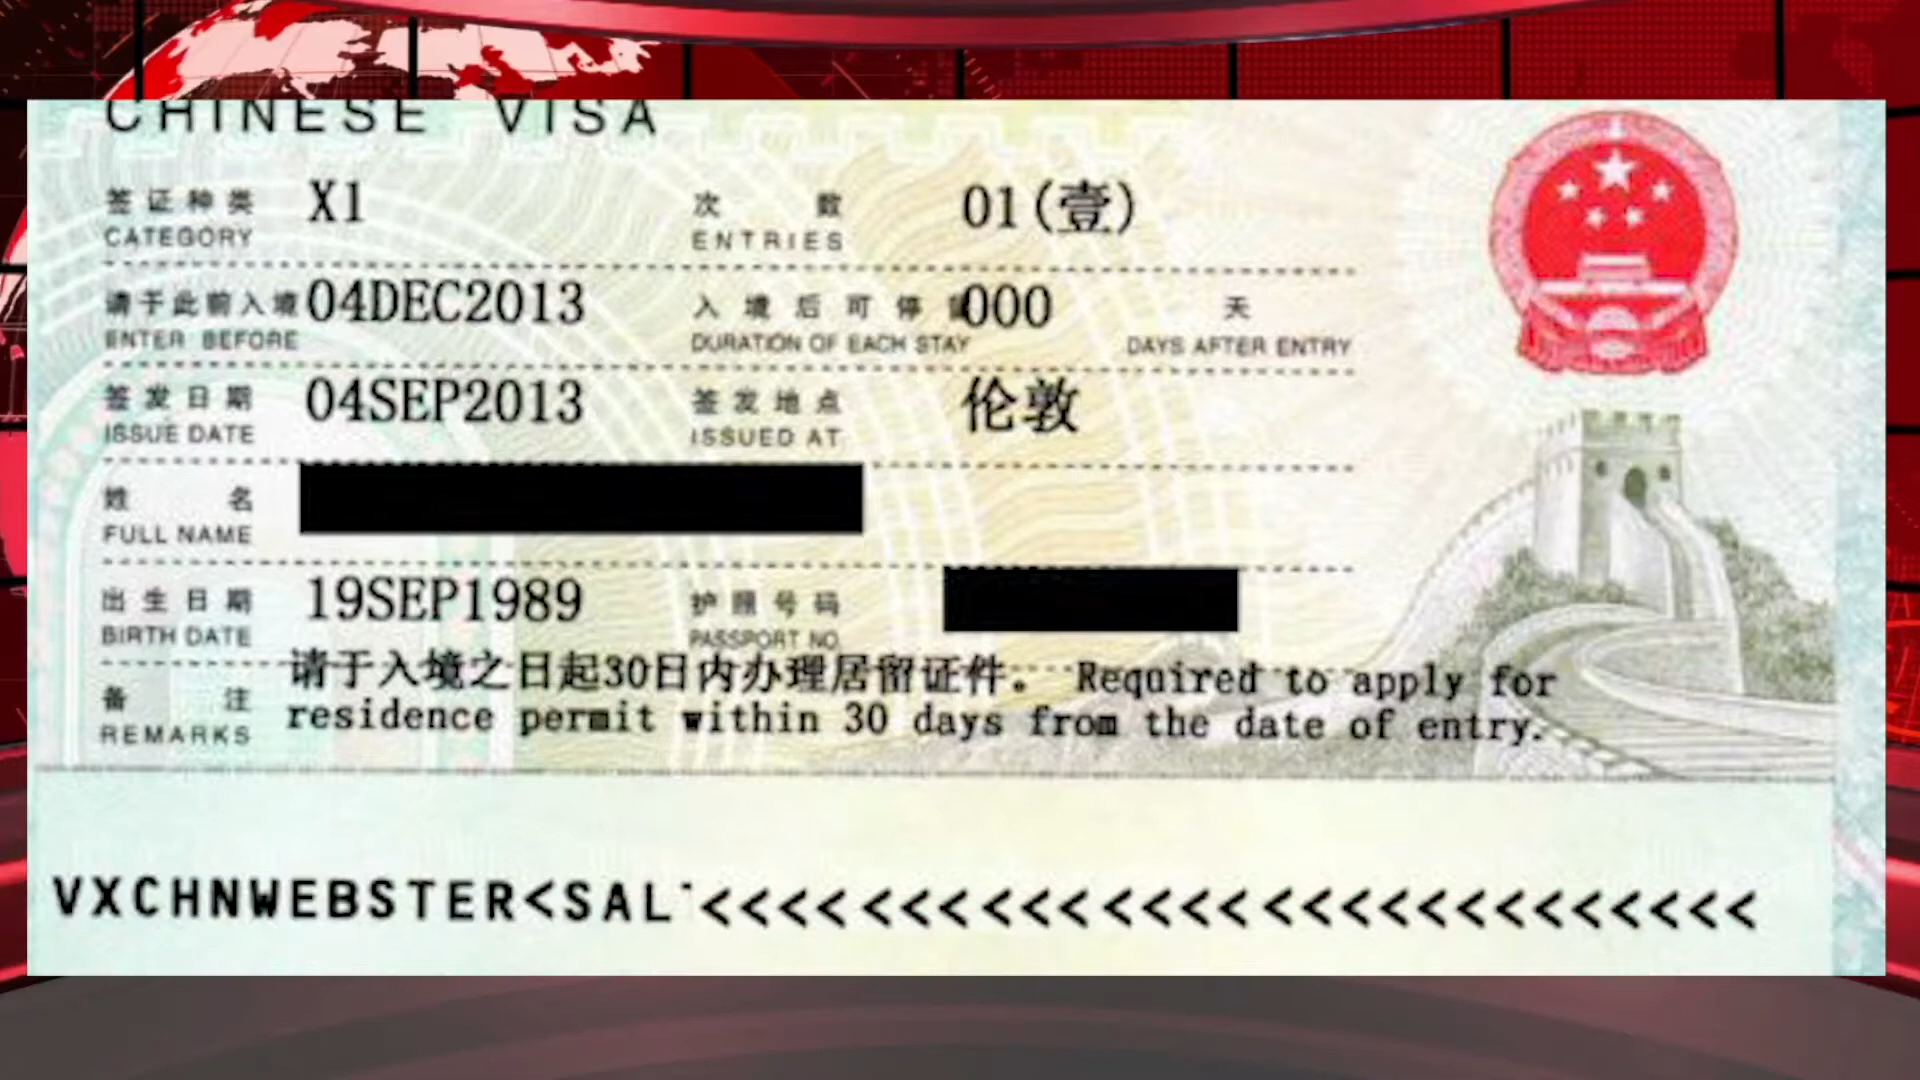 CHINESE VISA
签证种类 X1 次数 01(壹)
CATEGORY ENTRIES
请于此前入境 04DEC2013 入境后可停留 000 天
ENTER BEFORE DURATION OF EACH STAY DAYS AFTER ENTRY
签发日期 04SEP2013 签发地点 伦敦
ISSUE DATE ISSUED AT
姓名
FULL NAME
出生日期 19SEP1989 护照号码
BIRTH DATE PASSPORT NO.
请于入境之日起30日内办理居留证件。 Required to apply for
备注 residence permit within 30 days from the date of entry.
REMARKS
VXCHNWEBSTER<SAL<<<<<<<<<<<<<<<<<<<<<<<<<<